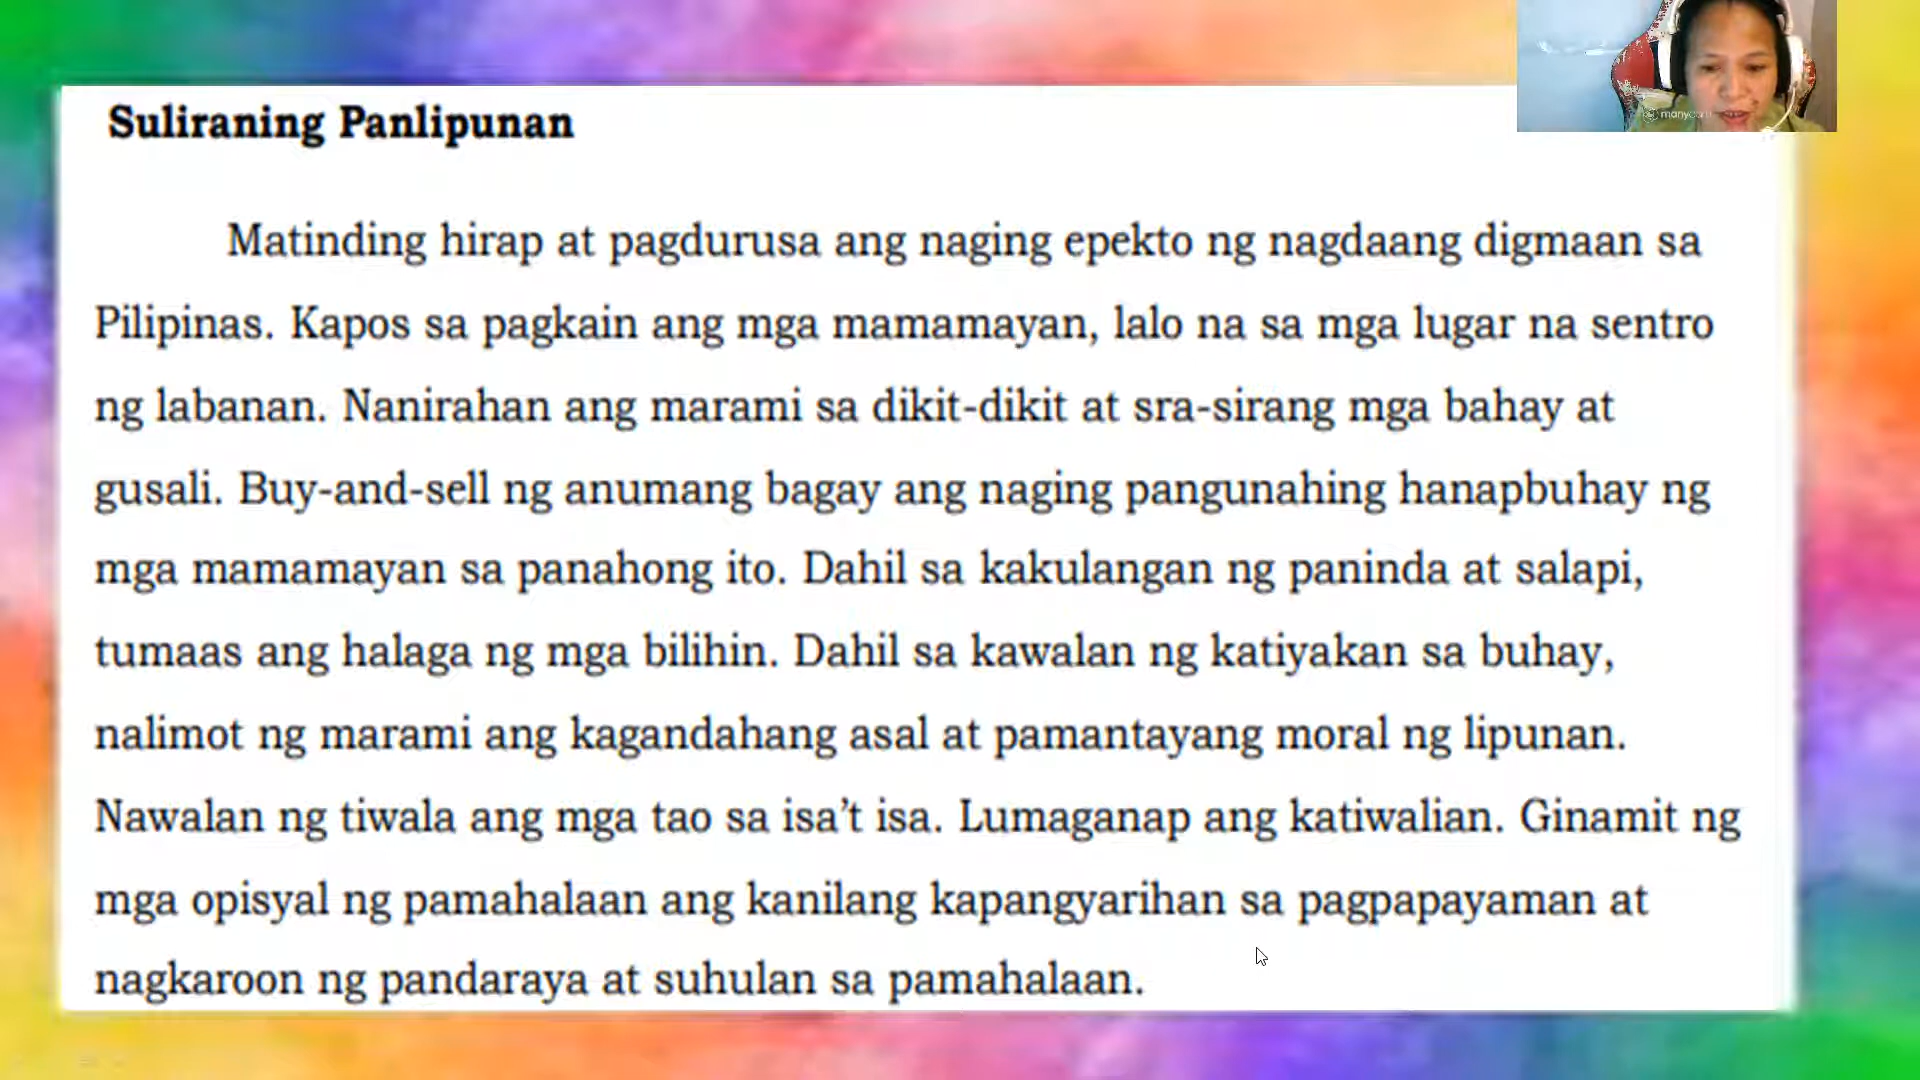 Suliraning Panlipunan
Matinding hirap at pagdurusa ang naging epekto ng nagdaang digmaan sa
Pilipinas. Kapos sa pagkain ang mga mamamayan, lalo na sa mga lugar na sentro
ng labanan. Nanirahan ang marami sa dikit-dikit at sra-sirang mga bahay at
gusali. Buy-and-sell ng anumang bagay ang naging pangunahing hanapbuhay ng
mga mamamayan sa panahong ito. Dahil sa kakulangan ng paninda at salapi,
tumaas ang halaga ng mga bilihin. Dahil sa kawalan ng katiyakan sa buhay,
nalimot ng marami ang kagandahang asal at pamantayang moral ng lipunan.
Nawalan ng tiwala ang mga tao sa isa't isa. Lumaganap ang katiwalian. Ginamit ng
mga opisyal ng pamahalaan ang kanilang kapangyarihan sa pagpapayaman at
nagkaroon ng pandaraya at suhulan sa pamahalaan.
manycam